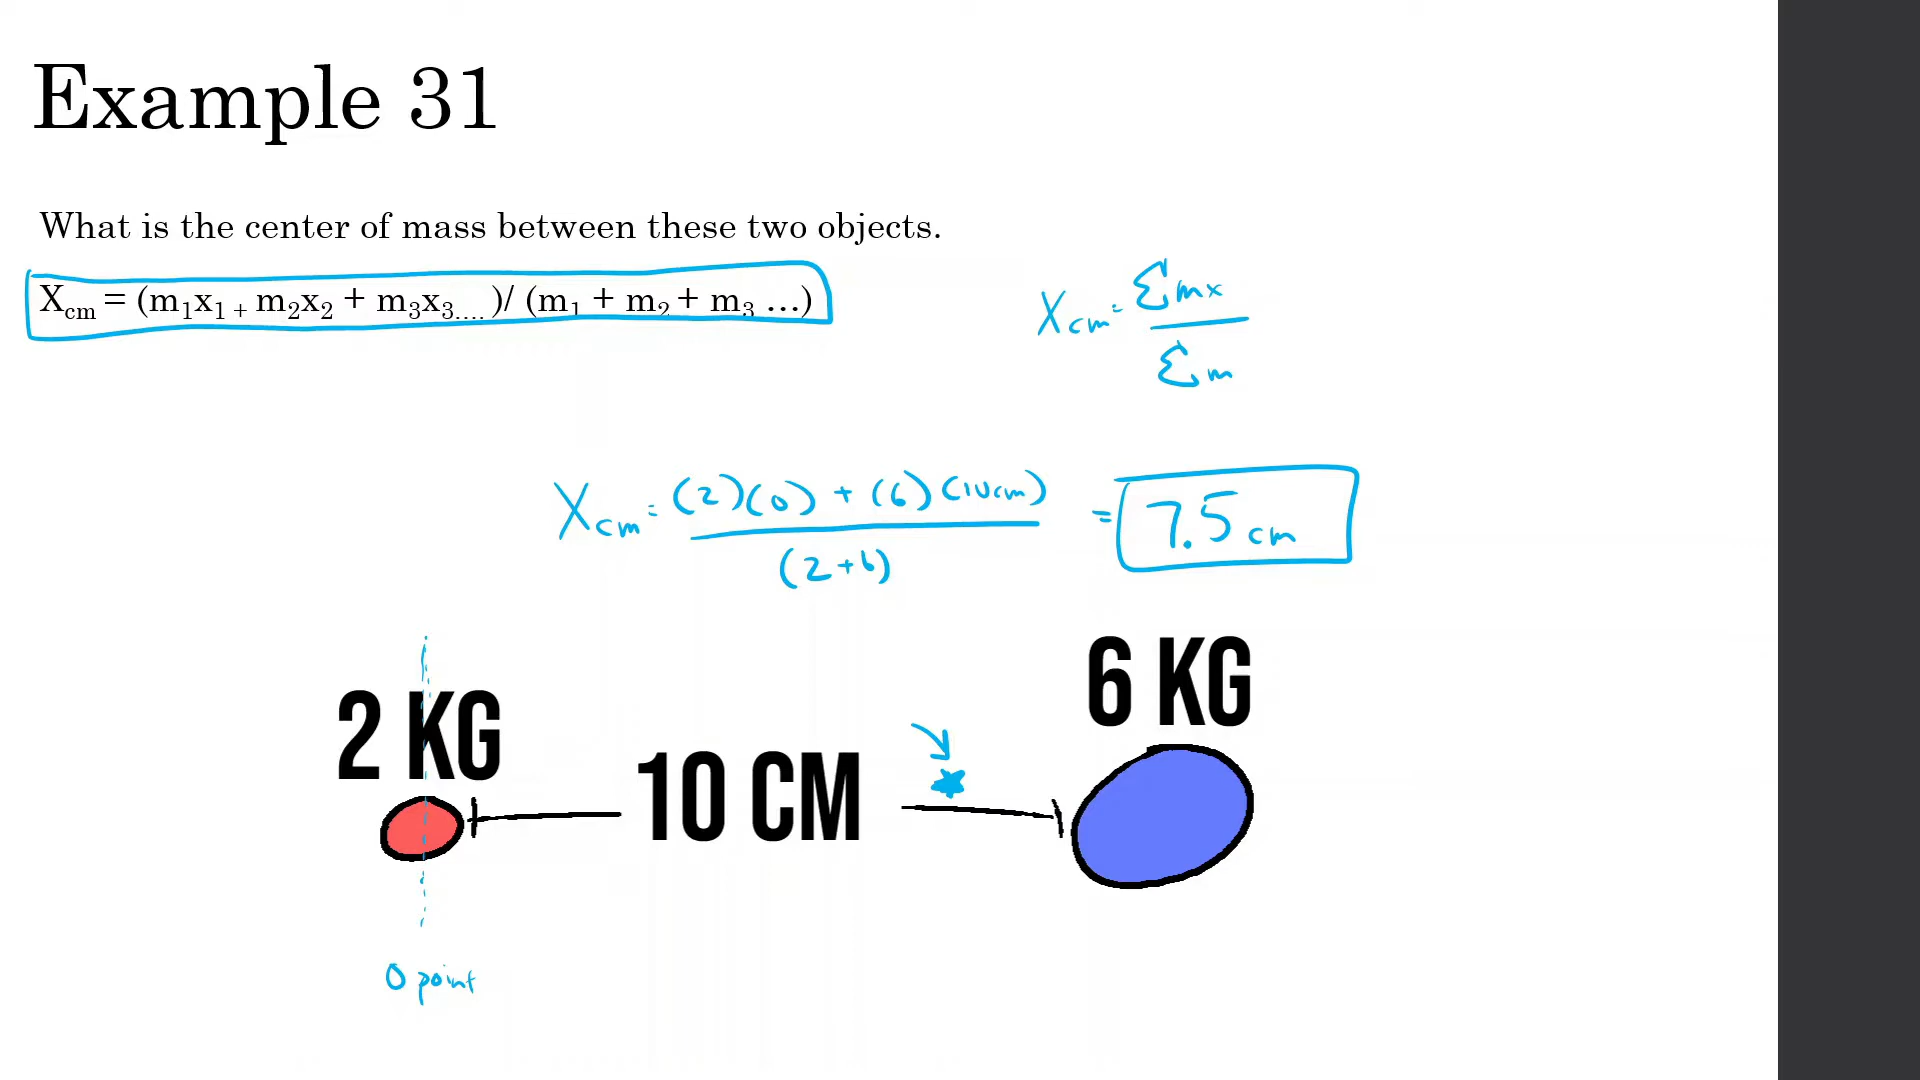 Example 31
What is the center of mass between these two objects.
Xcm = (m1x1 + m2x2 + m3x3.... )/ (m1 + m2 + m3 ...)
Xcm = Σmx / Σm
Xcm = (2)(0) + (6)(10cm) / (2+6) = 7.5 cm
6 KG
2 KG
10 CM
0 point